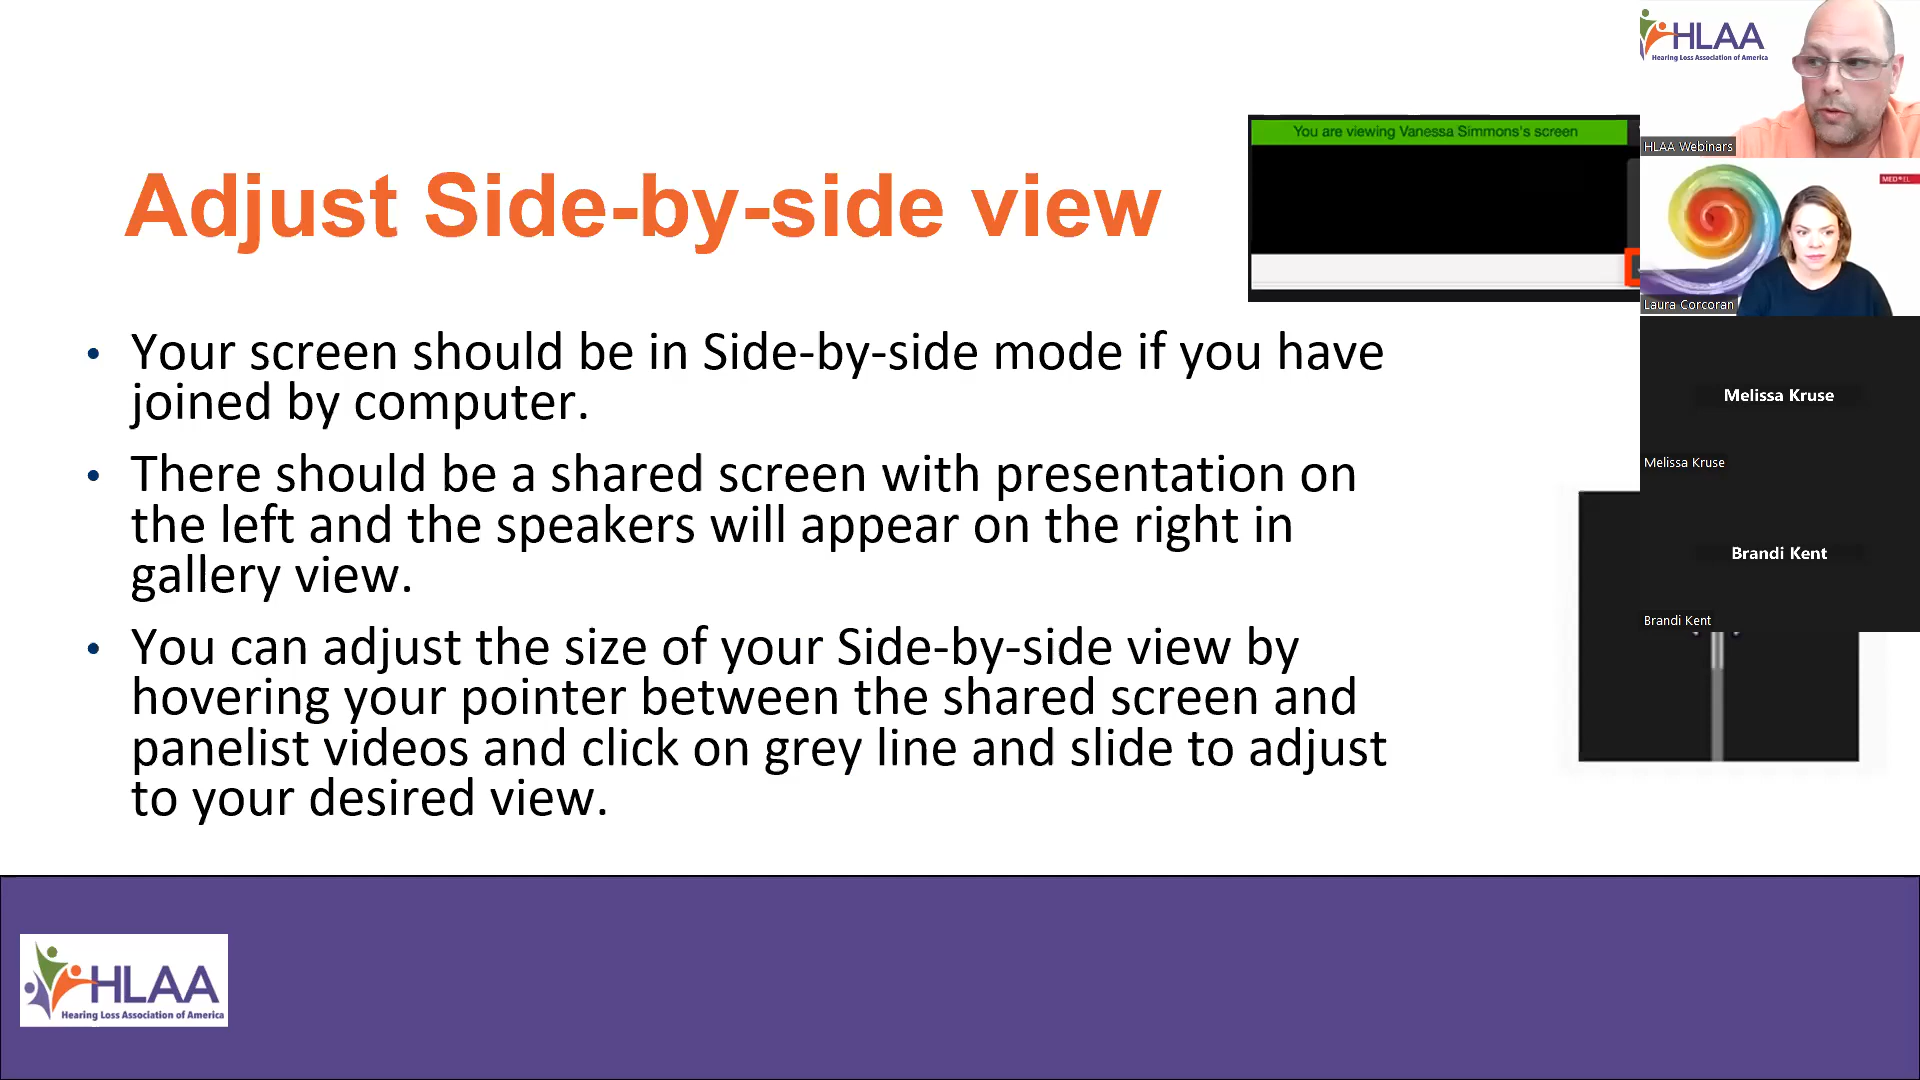 HLAA
Hearing Loss Association of America
HLAA Webinars
You are viewing Vanessa Simmons's screen
Adjust Side-by-side view
MED•EL
Laura Corcoran
• Your screen should be in Side-by-side mode if you have
joined by computer.
• There should be a shared screen with presentation on
the left and the speakers will appear on the right in
gallery view.
• You can adjust the size of your Side-by-side view by
hovering your pointer between the shared screen and
panelist videos and click on grey line and slide to adjust
to your desired view.
Melissa Kruse
Melissa Kruse
Brandi Kent
Brandi Kent
HLAA
Hearing Loss Association of America